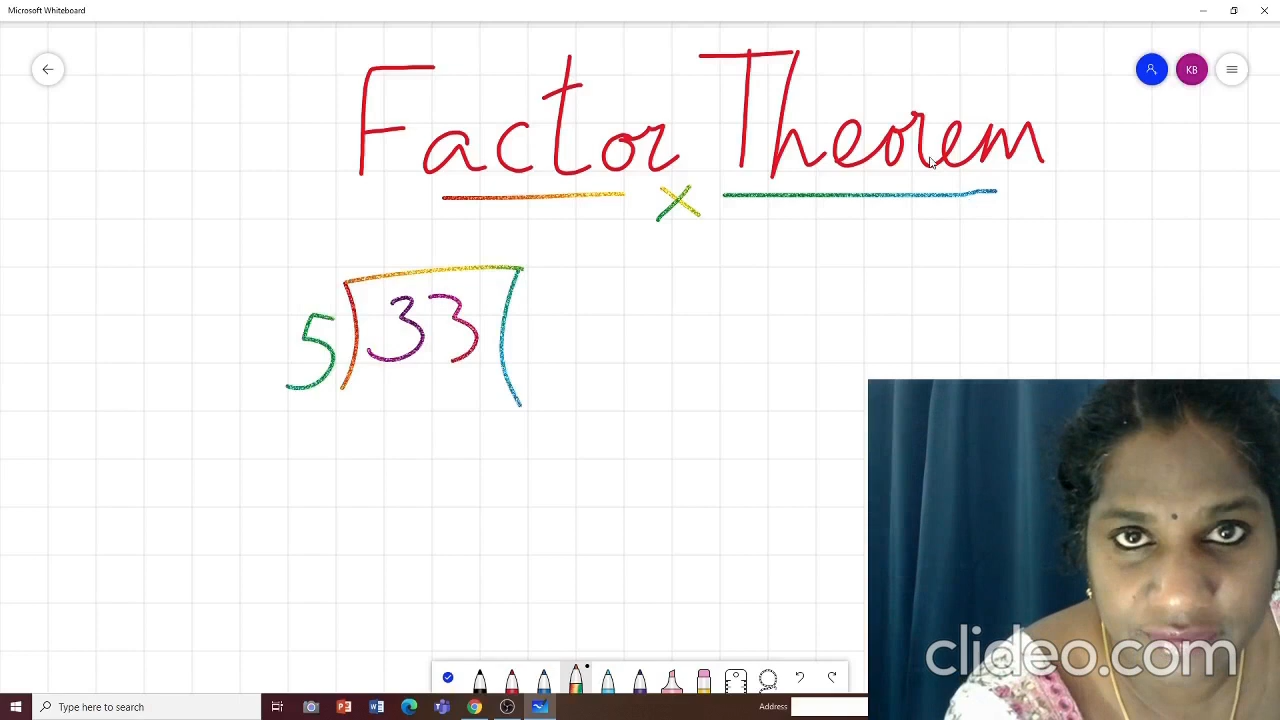 Microsoft Whiteboard
KB
Factor Theorem
x
5) 33 (
clideo.com
Type here to search
Address